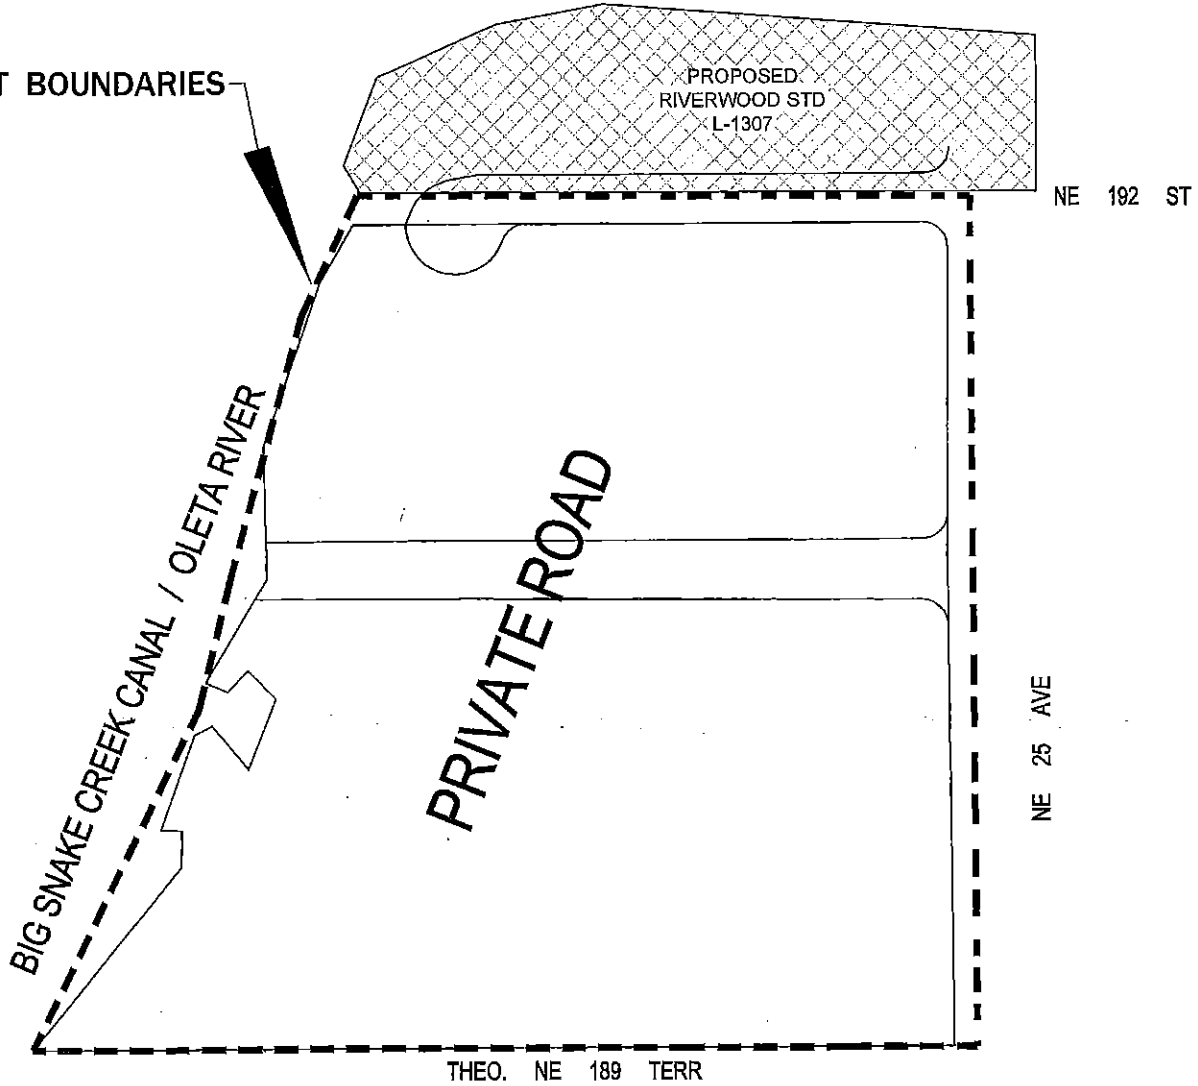 T BOUNDARIES
PROPOSED
RIVERWOOD STD
L-1307
NE 192 ST
BIG SNAKE CREEK CANAL / OLETA RIVER
PRIVATE ROAD
NE 25 AVE
THEO. NE 189 TERR